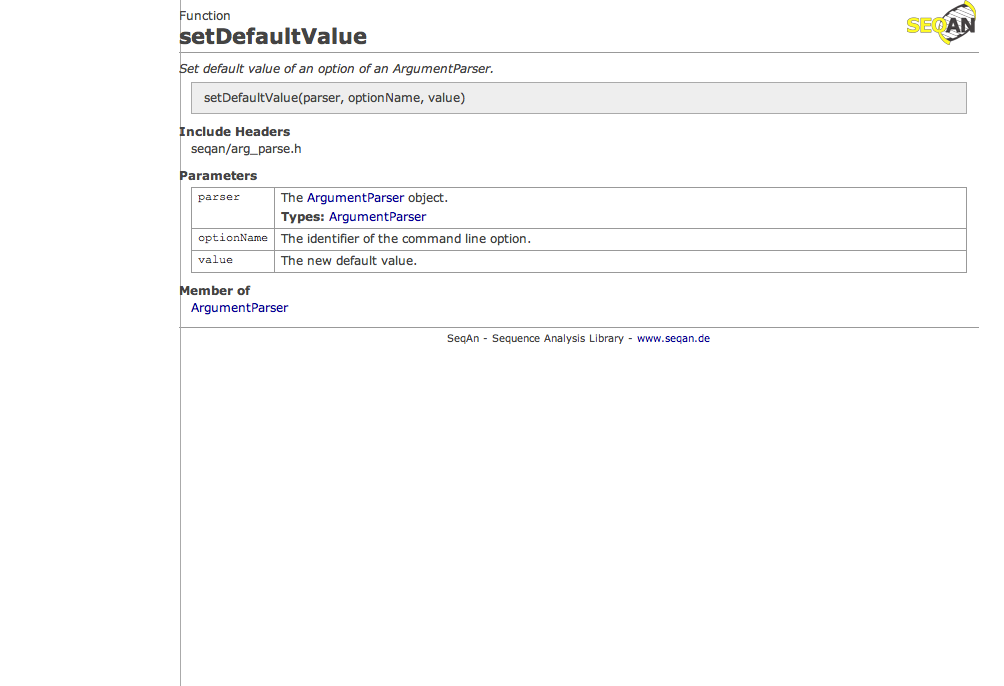 Function
setDefaultValue
SEQAN
Set default value of an option of an ArgumentParser.
setDefaultValue(parser, optionName, value)
Include Headers
seqan/arg_parse.h
Parameters
parser The ArgumentParser object.
Types: ArgumentParser
optionName The identifier of the command line option.
value The new default value.
Member of
ArgumentParser
SeqAn - Sequence Analysis Library - www.seqan.de